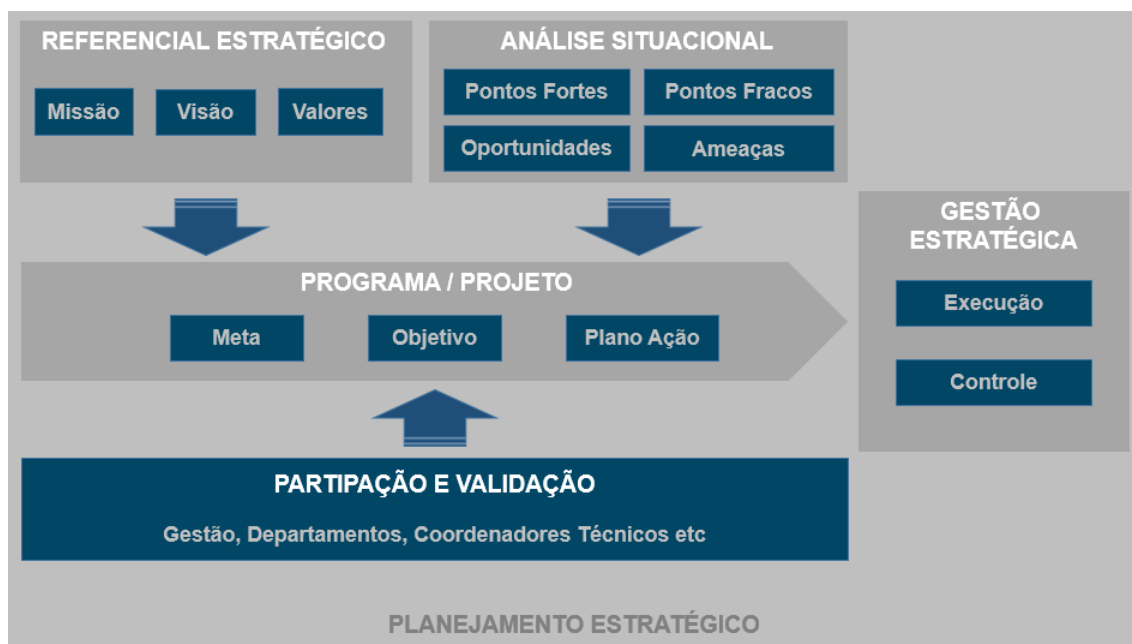 REFERENCIAL ESTRATÉGICO
Missão
Visão
Valores
ANÁLISE SITUACIONAL
Pontos Fortes
Pontos Fracos
Oportunidades
Ameaças
PROGRAMA / PROJETO
Meta
Objetivo
Plano Ação
GESTÃO
ESTRATÉGICA
Execução
Controle
PARTIPAÇÃO E VALIDAÇÃO
Gestão, Departamentos, Coordenadores Técnicos etc
PLANEJAMENTO ESTRATÉGICO